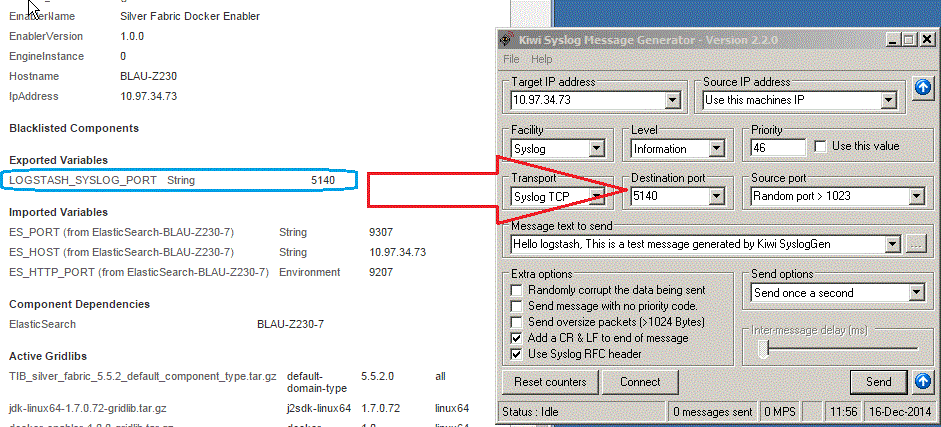 EnablerName Silver Fabric Docker Enabler
EnablerVersion 1.0.0
EngineInstance 0
Hostname BLAU-Z230
IpAddress 10.97.34.73
Blacklisted Components
Exported Variables
LOGSTASH_SYSLOG_PORT String 5140
Imported Variables
ES_PORT (from ElasticSearch-BLAU-Z230-7) String 9307
ES_HOST (from ElasticSearch-BLAU-Z230-7) String 10.97.34.73
ES_HTTP_PORT (from ElasticSearch-BLAU-Z230-7) Environment 9207
Component Dependencies
ElasticSearch BLAU-Z230-7
Active Gridlibs
TIB_silver_fabric_5.5.2_default_component_type.tar.gz default-domain-type 5.5.2.0 all
jdk-linux64-1.7.0.72-gridlib.tar.gz j2sdk-linux64 1.7.0.72 linux64
Kiwi Syslog Message Generator - Version 2.2.0
File Help
Target IP address Source IP address
10.97.34.73 Use this machines IP
Facility Level Priority
Syslog Information 46 Use this value
Transport Destination port Source port
Syslog TCP 5140 Random port > 1023
Message text to send
Hello logstash, This is a test message generated by Kiwi SyslogGen ...
Extra options Send options
Randomly corrupt the data being sent Send once a second
Send message with no priority code.
Send oversize packets (>1024 Bytes)
Add a CR & LF to end of message Inter-message delay (ms)
Use Syslog RFC header
Reset counters Connect Send
Status : Idle 0 messages sent 0 MPS 11:56 16-Dec-2014